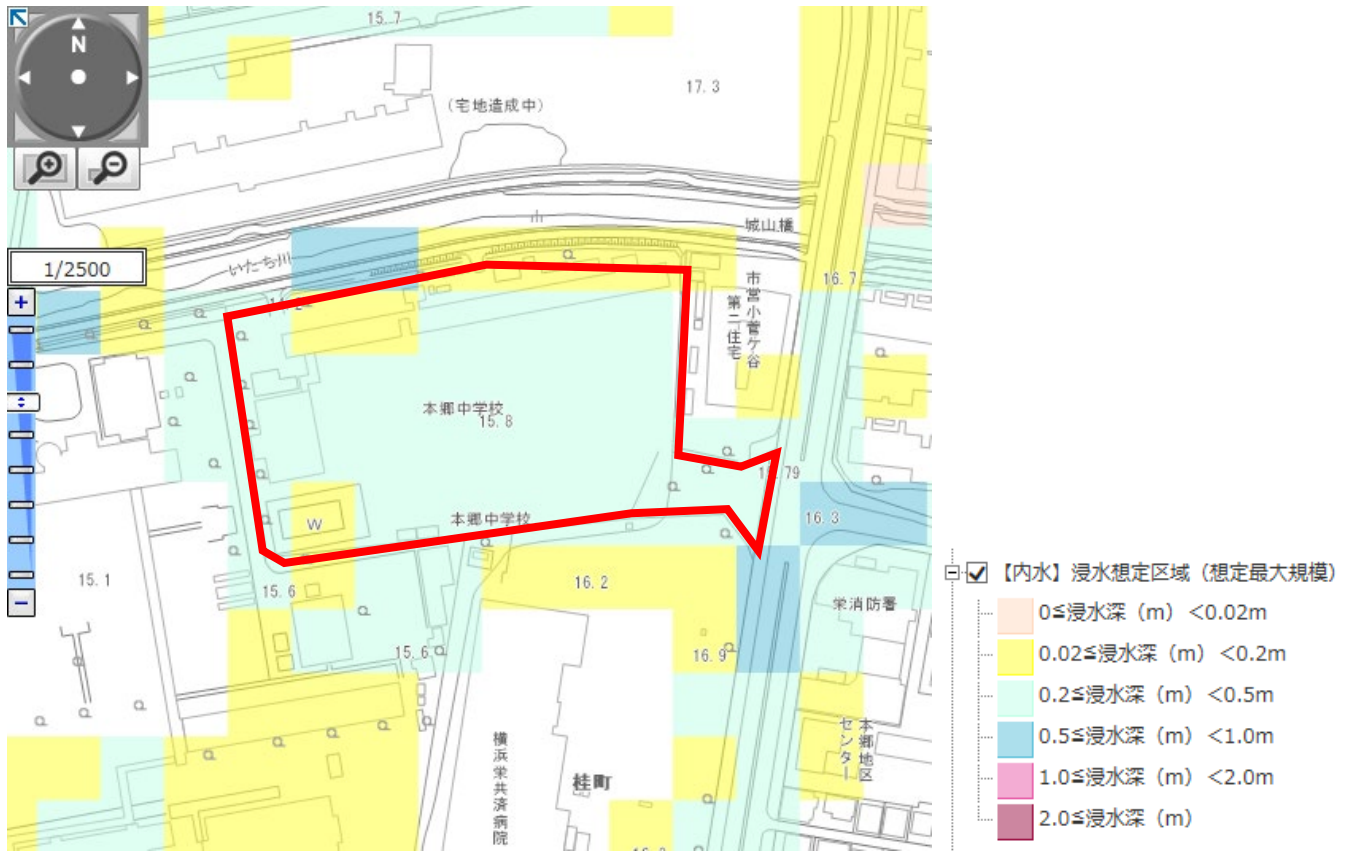 15.7
N
17.3
(宅地造成中)
城山橋
いたち川
1/2500
16.7
市営小菅ケ谷
第二住宅
本郷中学校
15.8
W
本郷中学校
16.3
15.1
15.6
16.2
栄消防署
15.6
16.9
本郷地区
センター
横浜栄共済病院
桂町
【内水】浸水想定区域（想定最大規模）
0≦浸水深（m）<0.02m
0.02≦浸水深（m）<0.2m
0.2≦浸水深（m）<0.5m
0.5≦浸水深（m）<1.0m
1.0≦浸水深（m）<2.0m
2.0≦浸水深（m）